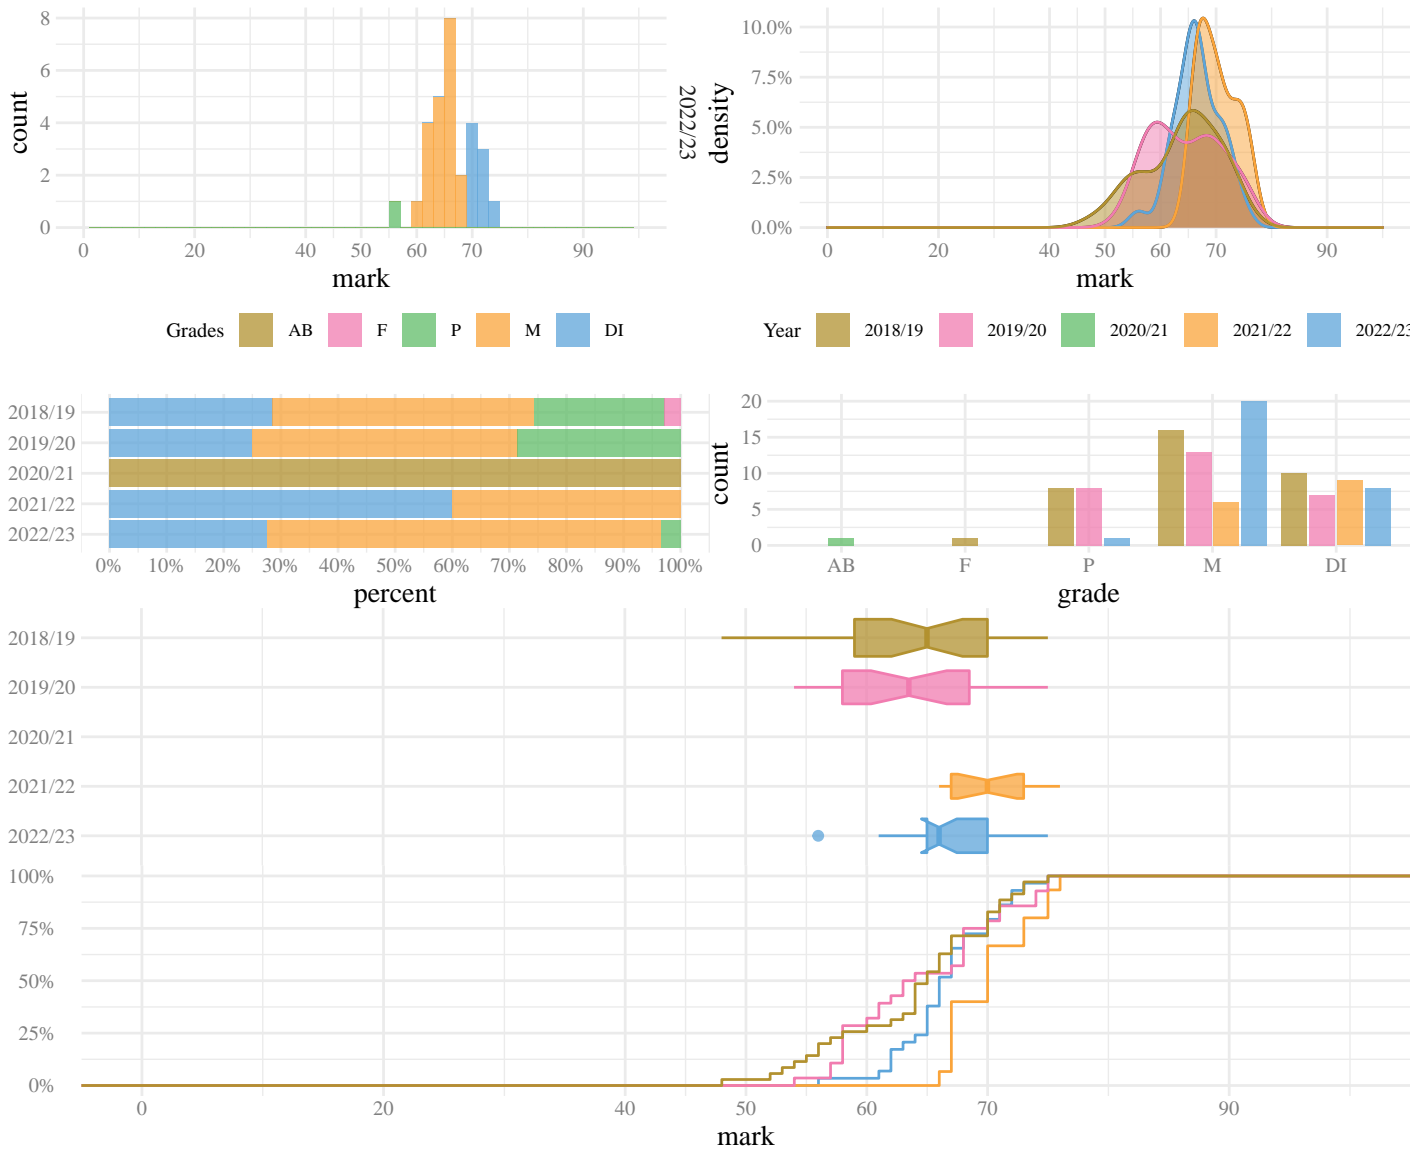 8
6
4
2
0
count
0 20 40 60 70 90
mark
2022/23
10.0%
7.5%
5.0%
2.5%
0.0%
density
0 20 40 50 60 70 90
mark
Grades AB F P M DI
Year 2018/19 2019/20 2020/21 2021/22 2022/23
2018/19
2019/20
2020/21
2021/22
2022/23
0% 10% 20% 30% 40% 50% 60% 70% 80% 90% 100%
percent
20
15
10
5
0
count
AB F P M DI
grade
2018/19
2019/20
2020/21
2021/22
2022/23
100%
75%
50%
25%
0%
0 20 40 50 60 70 90
mark